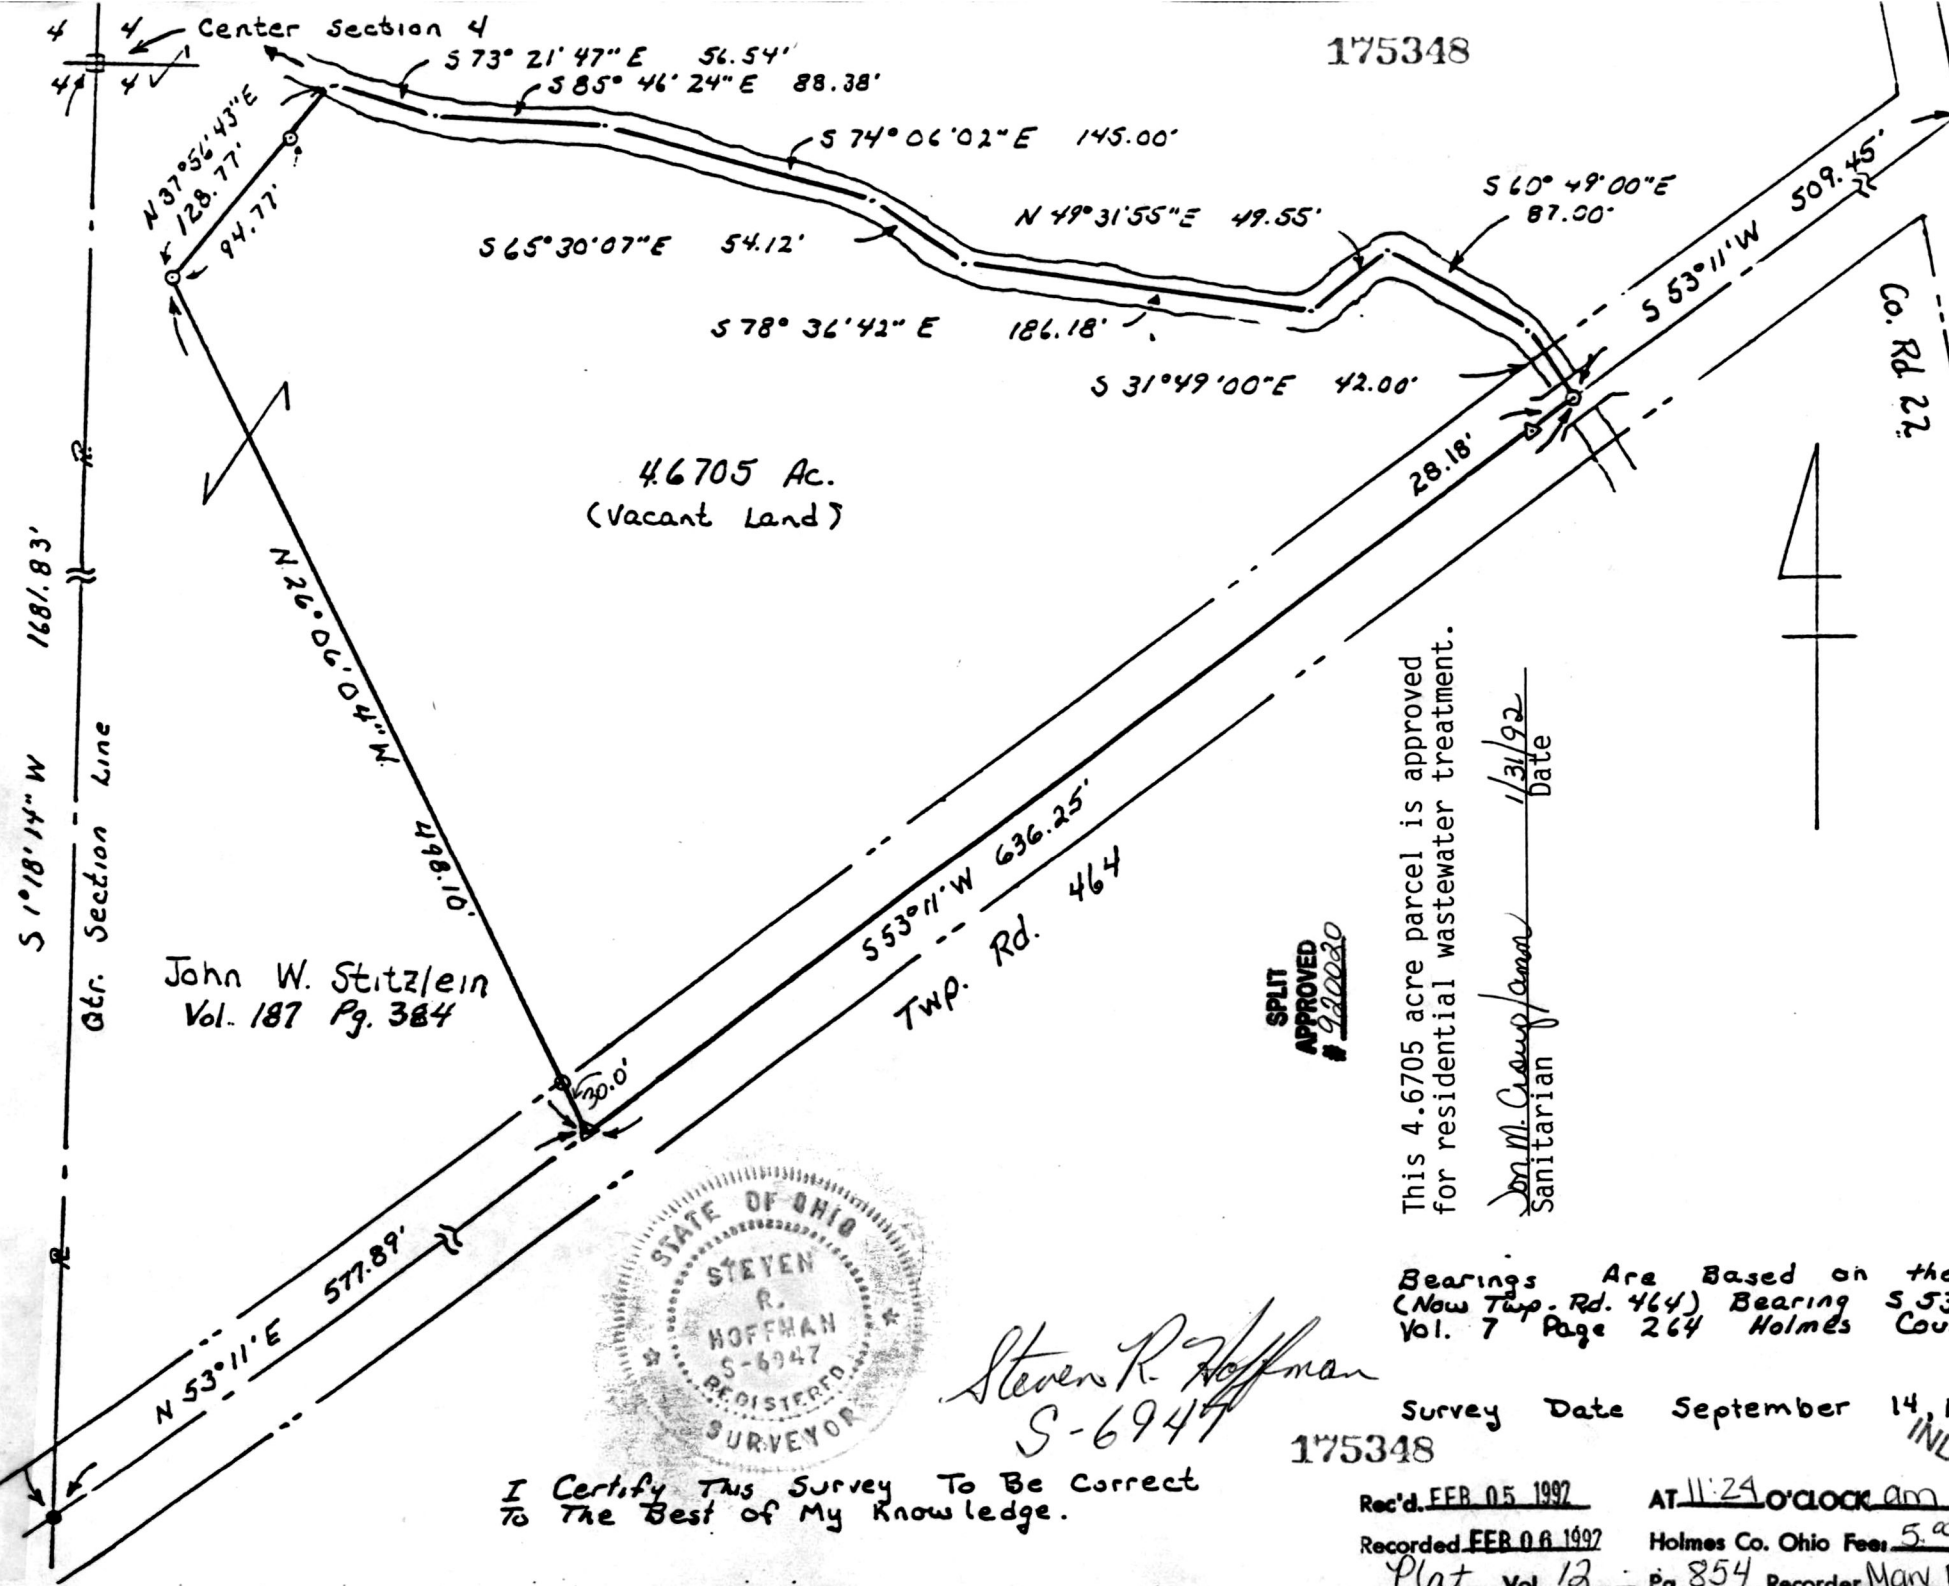 4 4
Center Section 4
4 4
175348
S 73° 21' 47" E 56.54'
S 85° 46' 24" E 88.38'
S 74° 06' 02" E 145.00'
N 37° 56' 43" E
128.77'
94.77'
S 65° 30' 07" E 54.12'
N 49° 31' 55" E 49.55'
S 60° 49' 00" E
87.00'
S 53° 11' W 509.45'
Co. Rd 22
S 78° 36' 42" E 186.18'
S 31° 49' 00" E 42.00'
28.18'
4.6705 Ac.
(Vacant Land)
N 26° 06' 04" W
448.10'
S 1° 18' 14" W 1681.83'
Qtr. Section Line
John W. Stitzlein
Vol. 187 Pg. 384
30.0'
S 53° 11' W 636.25'
Twp. Rd. 464
N 53° 11' E 577.89'
SPLIT
APPROVED
# 920020
This 4.6705 acre parcel is approved
for residential wastewater treatment.
1/31/92
Sanitarian Date
STATE OF OHIO
STEVEN
R.
HOFFMAN
S-6947
REGISTERED
SURVEYOR
Steven R. Hoffman
S-6947
I Certify This Survey To Be Correct
To The Best of My Knowledge.
Bearings Are Based on the
(Now Twp. Rd. 464) Bearing S 53
Vol. 7 Page 264 Holmes Cou
Survey Date September 14, 1
175348
Rec'd. FEB 05 1992 AT 11:24 O'CLOCK am
Recorded FEB 06 1992 Holmes Co. Ohio Fee: 5.00
Plat Vol. 12 Pg 854 Recorder Mary